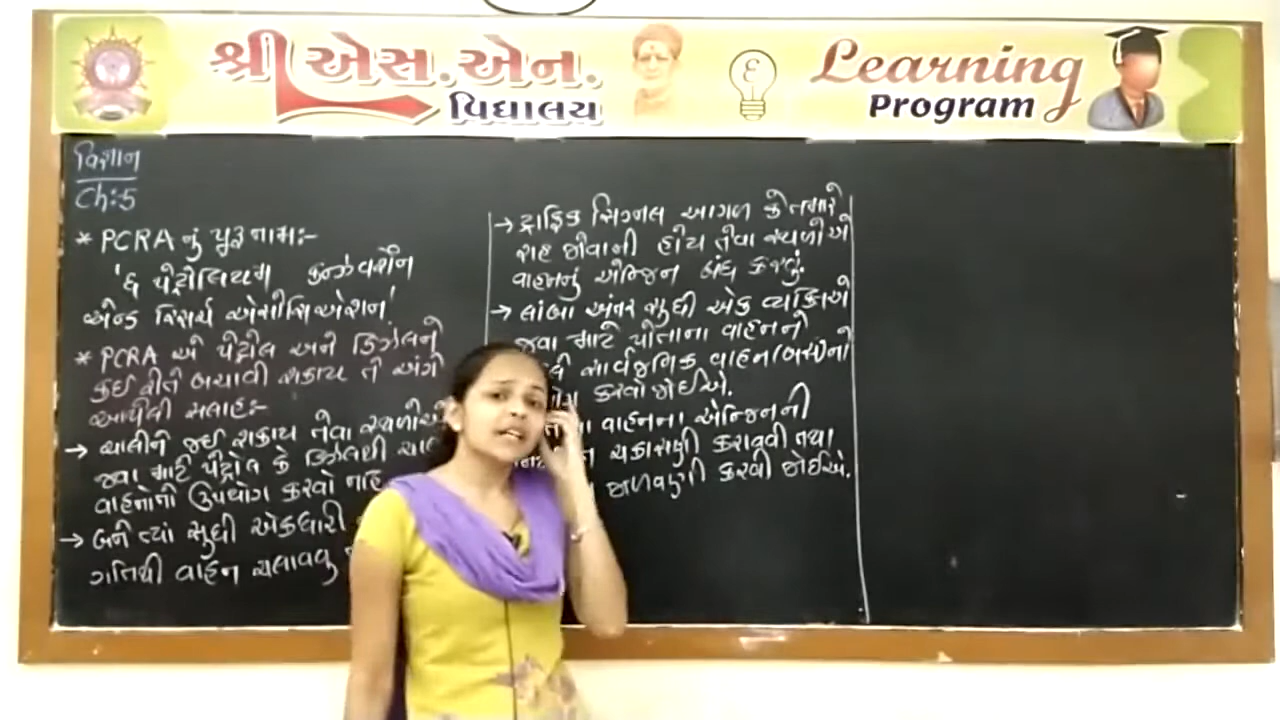 શ્રી એસ.એન.
વિદ્યાલય
Learning
Program
વિજ્ઞાન
Ch:5
* PCRA નું પૂરૂ નામ:-
'ધ પેટ્રોલિયમ કન્ઝર્વેશન
એન્ડ રિસર્ચ એસોસિએશન'
* PCRA એ પેટ્રોલ અને ડિઝલને
કઈ રીતે બચાવી શકાય તે અંગે
આપેલી સલાહ:-
→ ચાલીને જઈ શકાય તેવા સ્થળોએ
જવા માટે પેટ્રોલ કે ડિઝલથી
વાહનોનો ઉપયોગ કરવો નહિ
→ બને ત્યાં સુધી એકધારી
ગતિથી વાહન ચલાવવુ
→ ટ્રાફિક સિગ્નલ આગળ કે તમારે
રાહ જોવાની હોય તેવા સ્થળોએ
વાહનનું એન્જિન બંધ કરવું.
→ લાંબા અંતર સુધી એક વ્યક્તિએ
જવા માટે પોતાના વાહનને
સાર્વજનિક વાહન(બસ)નો
કરવો જોઈએ.
વાહનના એન્જિનની
ચકાસણી કરાવવી તથા
જાળવણી કરવી જોઈએ.